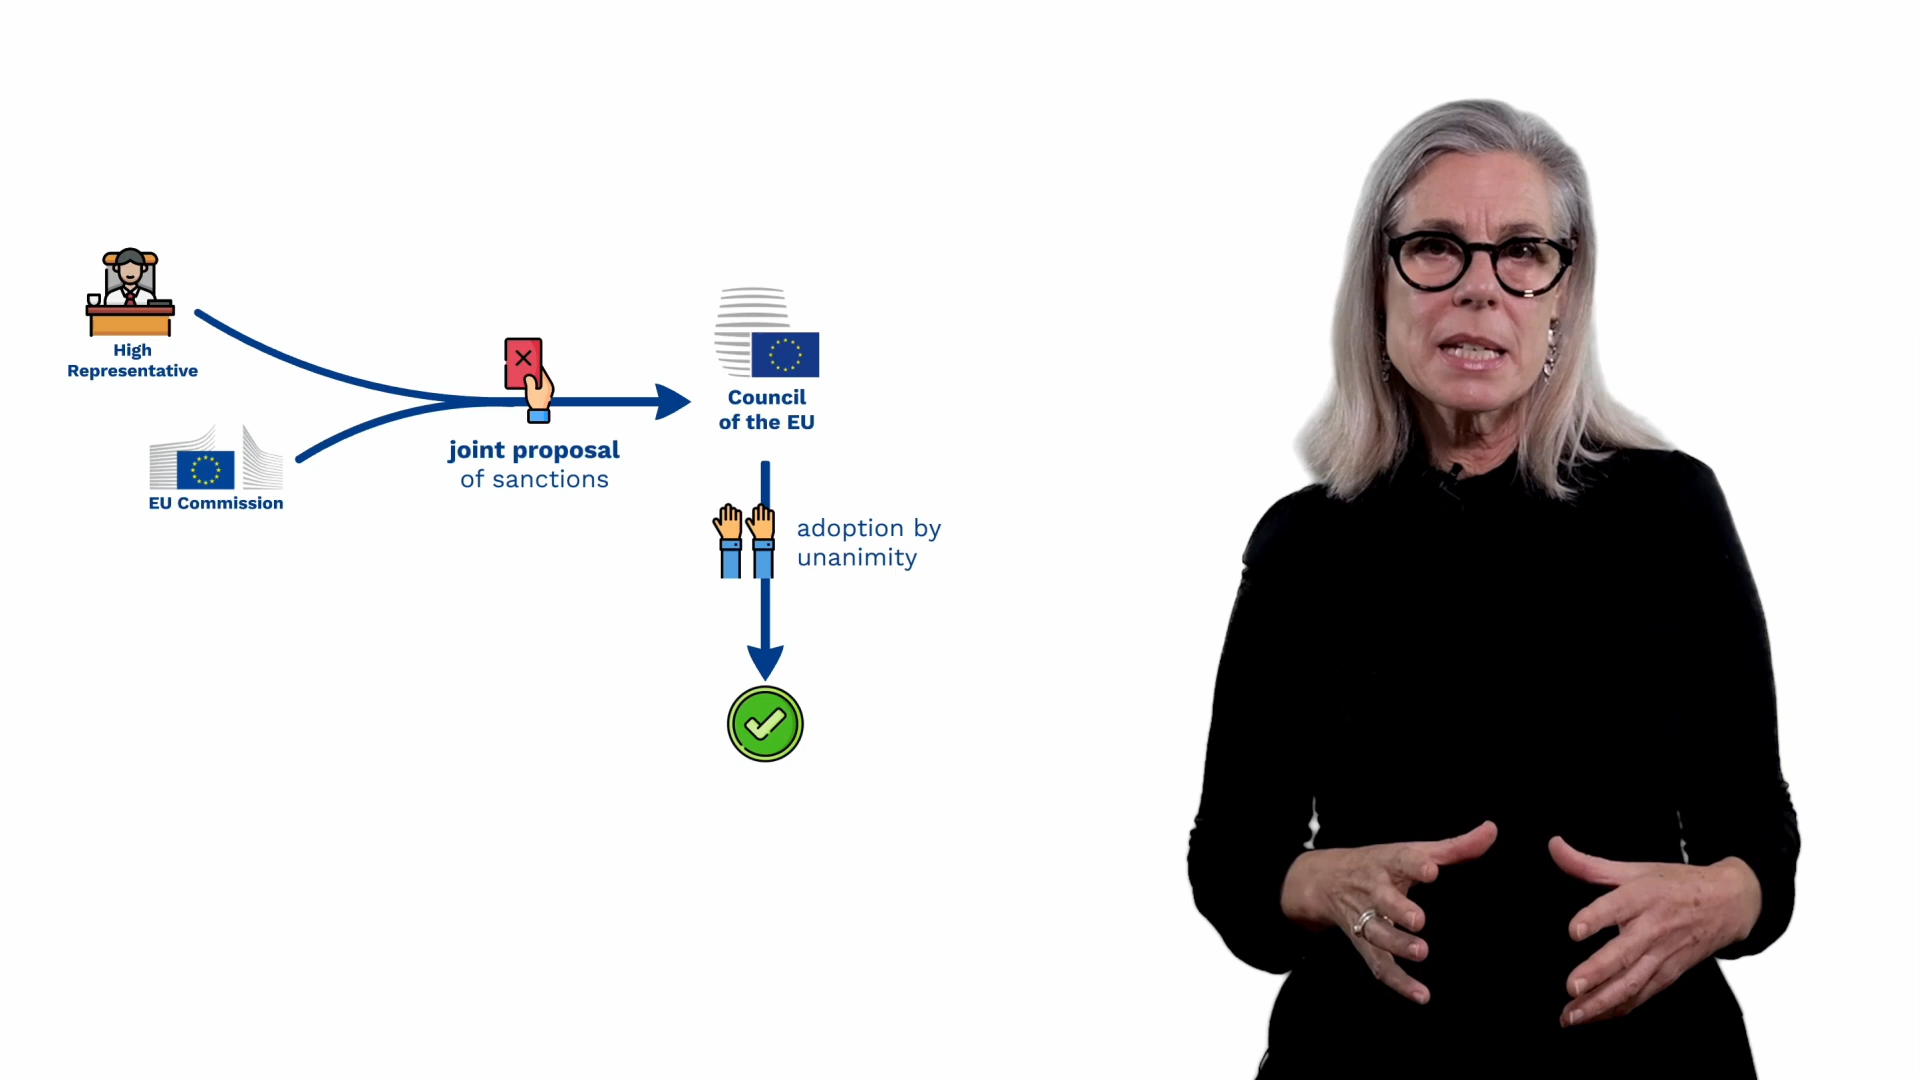 High
Representative
EU Commission
joint proposal
of sanctions
Council
of the EU
adoption by
unanimity